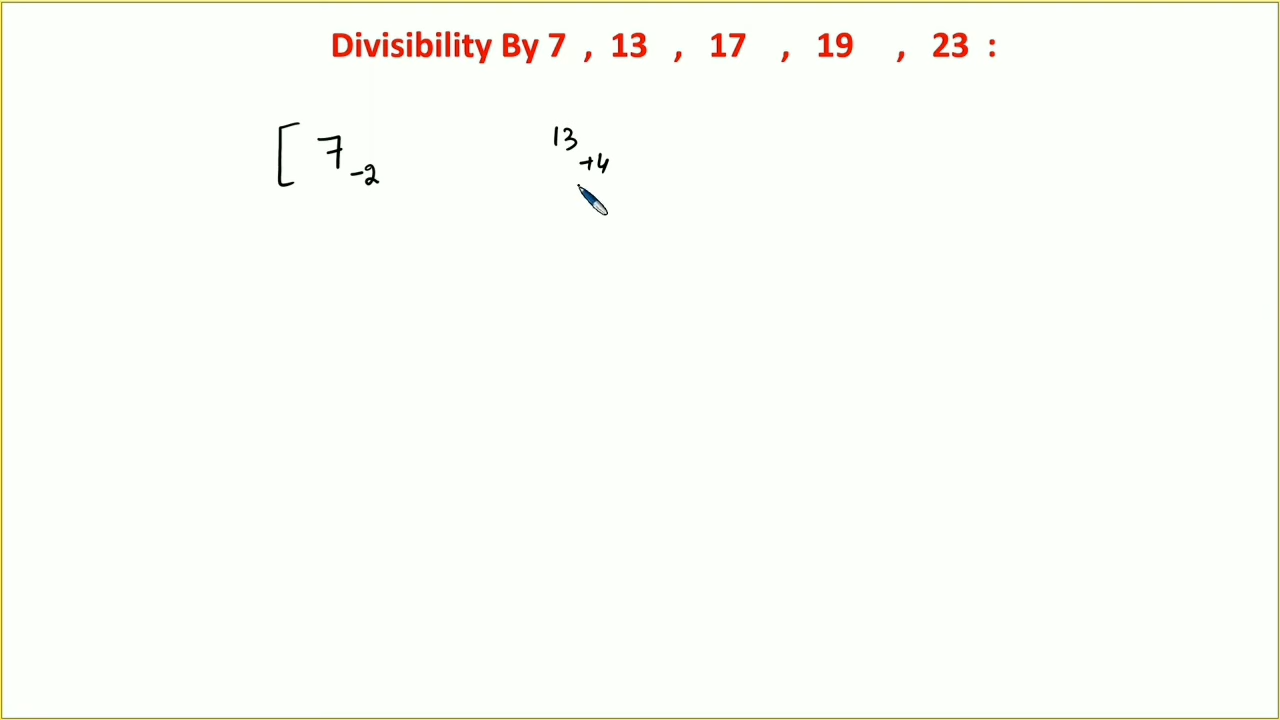 Divisibility By 7 , 13 , 17 , 19 , 23 :
[ 7 -2 13 +4